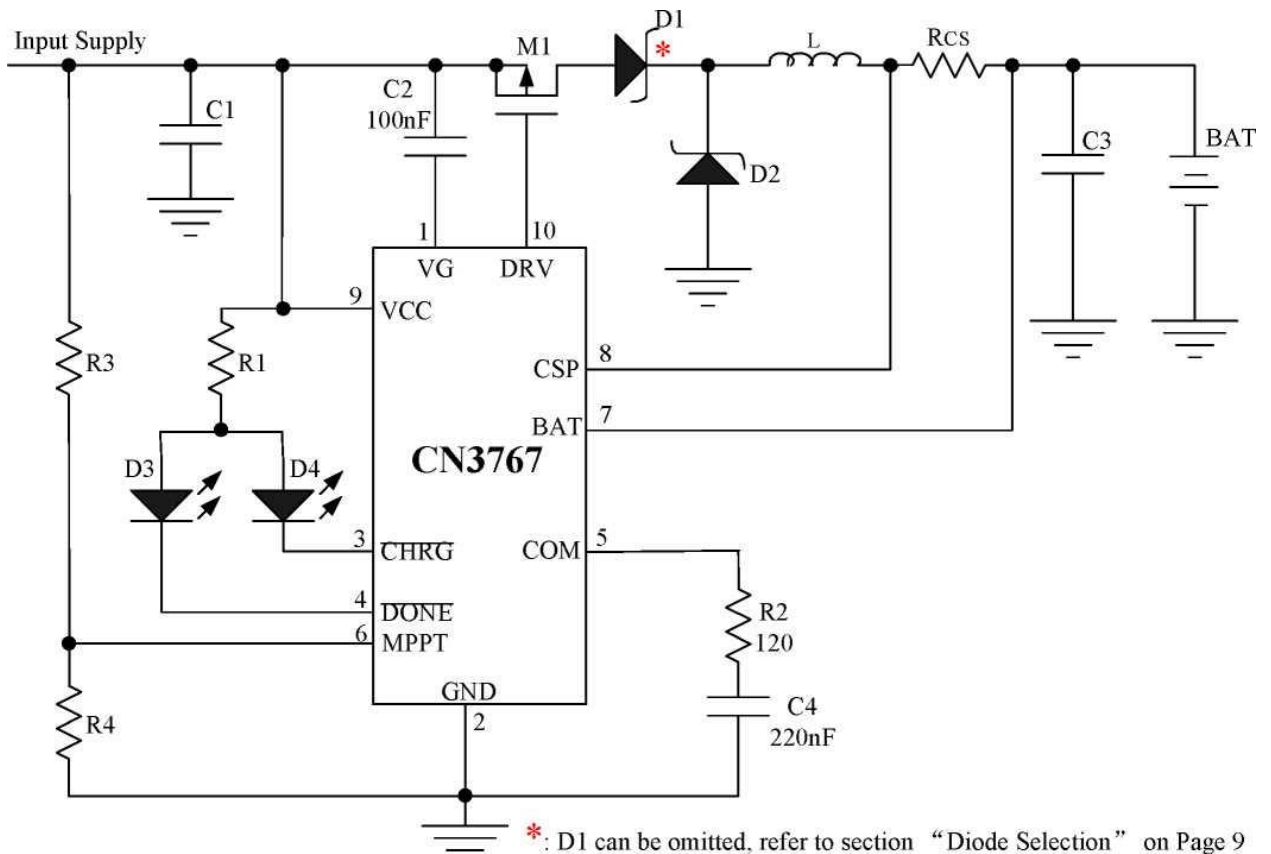 Input Supply
M1
D1
*
L
RCS
C2
100nF
C1
C3
BAT
D2
1
10
VG
DRV
9
VCC
R3
R1
8
CSP
7
BAT
CN3767
D3
D4
3
CHRG
5
COM
4
DONE
6
MPPT
R2
120
GND
2
R4
C4
220nF
*: D1 can be omitted, refer to section “Diode Selection” on Page 9